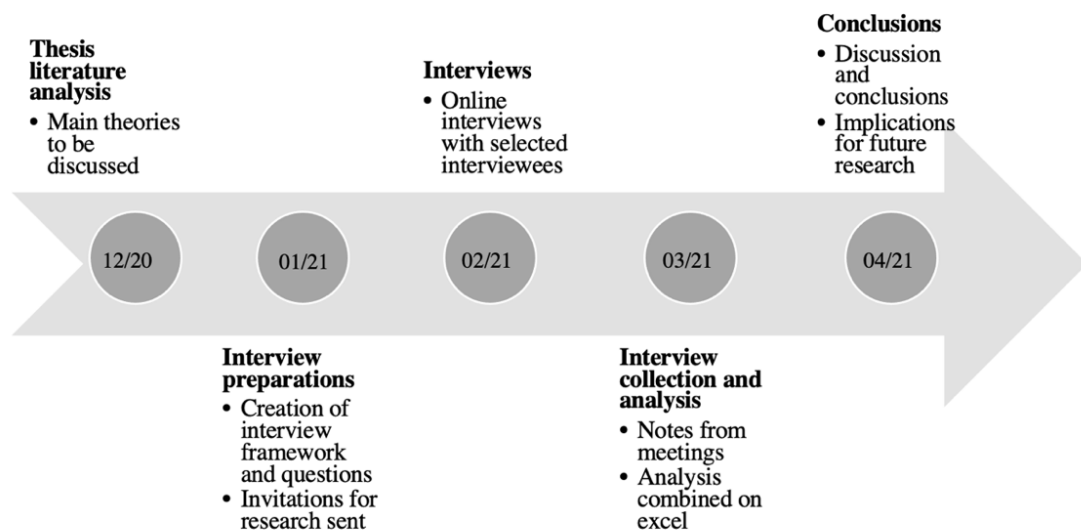 Thesis
literature
analysis
• Main theories
to be
discussed
Interviews
• Online
interviews
with selected
interviewees
Conclusions
• Discussion
and
conclusions
• Implications
for future
research
12/20
01/21
02/21
03/21
04/21
Interview
preparations
• Creation of
interview
framework
and questions
• Invitations for
research sent
Interview
collection and
analysis
• Notes from
meetings
• Analysis
combined on
excel